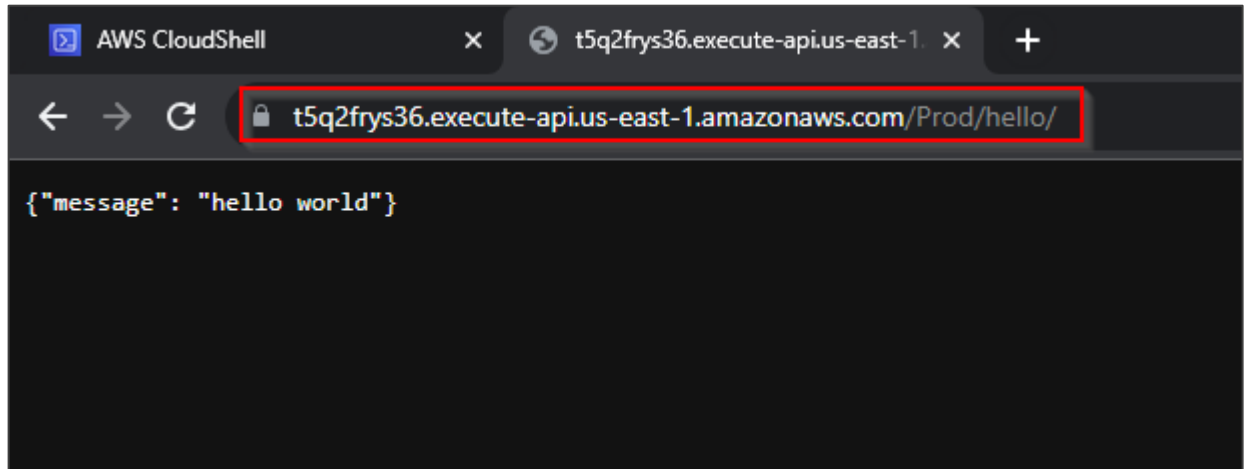 AWS CloudShell
t5q2frys36.execute-api.us-east-1.
t5q2frys36.execute-api.us-east-1.amazonaws.com/Prod/hello/
{"message": "hello world"}